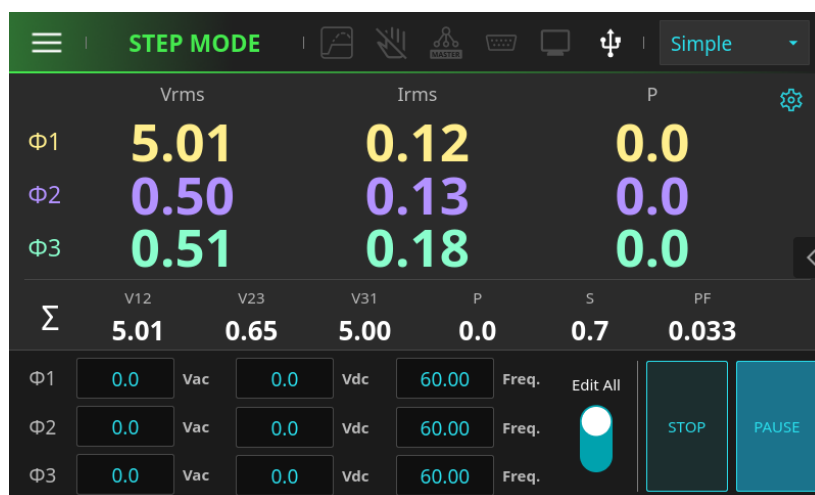 STEP MODE MASTER Simple
Vrms Irms P
Φ1 5.01 0.12 0.0
Φ2 0.50 0.13 0.0
Φ3 0.51 0.18 0.0
V12 V23 V31 P S PF
Σ 5.01 0.65 5.00 0.0 0.7 0.033
Φ1 0.0 Vac 0.0 Vdc 60.00 Freq. Edit All
Φ2 0.0 Vac 0.0 Vdc 60.00 Freq. STOP PAUSE
Φ3 0.0 Vac 0.0 Vdc 60.00 Freq.